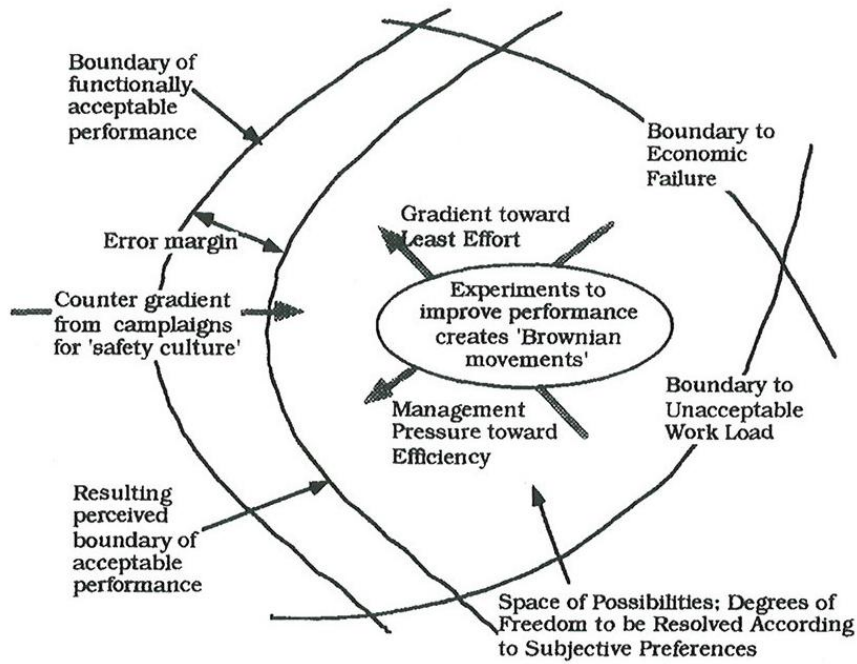 Boundary of
functionally
acceptable
performance
Boundary to
Economic
Failure
Gradient toward
Least Effort
Error margin
Counter gradient
from camplaigns
for 'safety culture'
Experiments to
improve performance
creates 'Brownian
movements'
Boundary to
Unacceptable
Work Load
Management
Pressure toward
Efficiency
Resulting
perceived
boundary of
acceptable
performance
Space of Possibilities; Degrees of
Freedom to be Resolved According
to Subjective Preferences